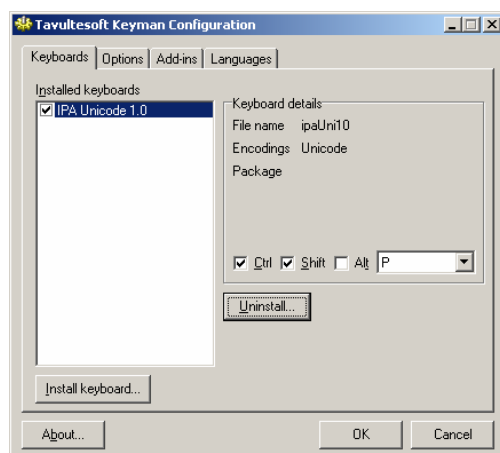 Tavultesoft Keyman Configuration
Keyboards Options Add-ins Languages
Installed keyboards
IPA Unicode 1.0
Keyboard details
File name ipaUni10
Encodings Unicode
Package
Ctrl Shift Alt P
Uninstall...
Install keyboard...
About... OK Cancel